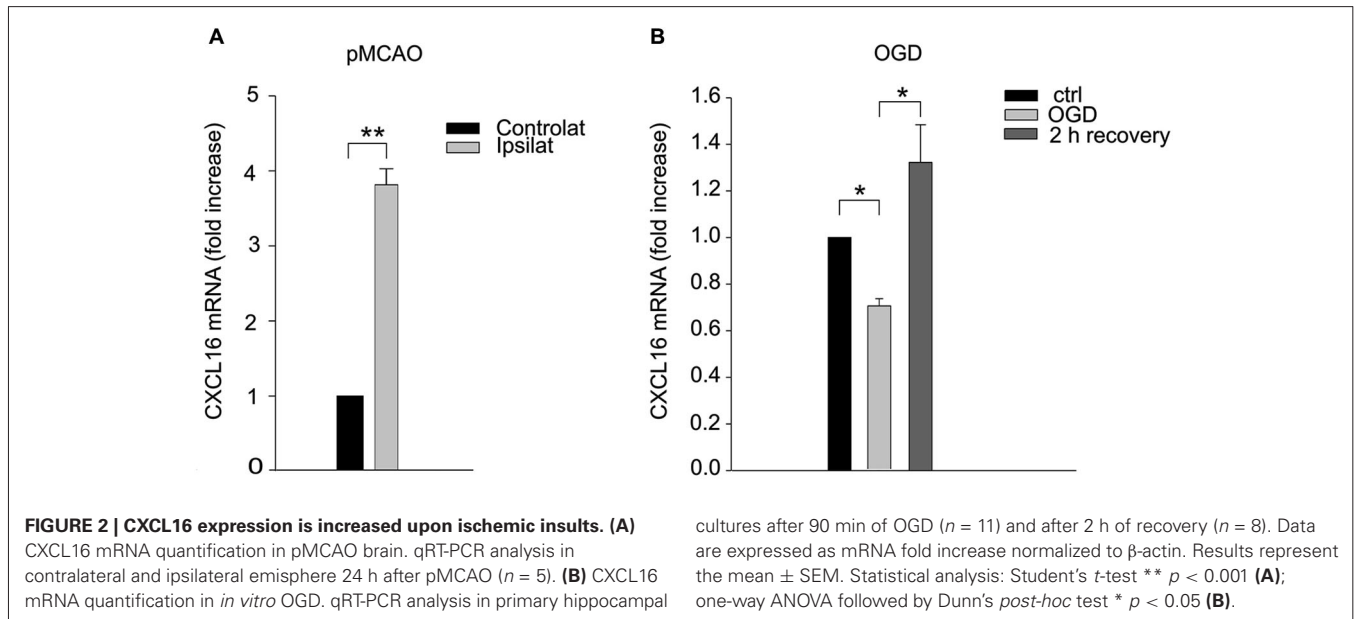 A
pMCAO
CXCL16 mRNA (fold increase)
5
4
3
2
1
0
**
Controlat
Ipsilat
B
OGD
CXCL16 mRNA (fold increase)
1.6
1.4
1.2
1.0
0.8
0.6
0.4
0.2
0.0
*
*
ctrl
OGD
2 h recovery
FIGURE 2 | CXCL16 expression is increased upon ischemic insults. (A)
CXCL16 mRNA quantification in pMCAO brain. qRT-PCR analysis in
contralateral and ipsilateral emisphere 24 h after pMCAO (n = 5). (B) CXCL16
mRNA quantification in in vitro OGD. qRT-PCR analysis in primary hippocampal
cultures after 90 min of OGD (n = 11) and after 2 h of recovery (n = 8). Data
are expressed as mRNA fold increase normalized to β-actin. Results represent
the mean ± SEM. Statistical analysis: Student's t-test ** p < 0.001 (A);
one-way ANOVA followed by Dunn's post-hoc test * p < 0.05 (B).